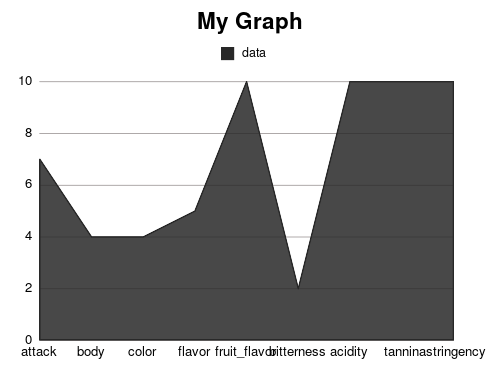 My Graph
data
10
8
6
4
2
0
attack body color flavor fruit_flavor bitterness acidity tannin astringency